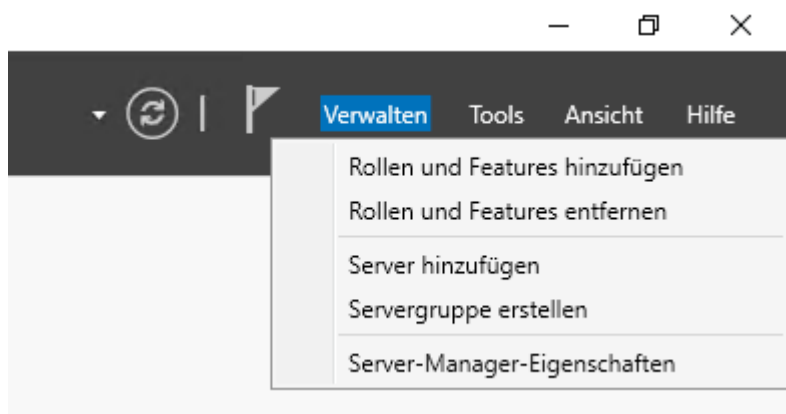 Verwalten Tools Ansicht Hilfe
Rollen und Features hinzufügen
Rollen und Features entfernen
Server hinzufügen
Servergruppe erstellen
Server-Manager-Eigenschaften